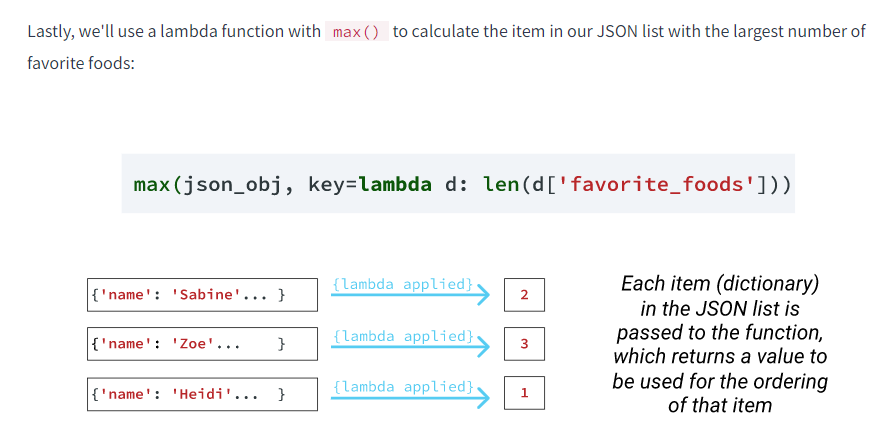 Lastly, we'll use a lambda function with max() to calculate the item in our JSON list with the largest number of
favorite foods:
max(json_obj, key=lambda d: len(d['favorite_foods']))
{'name': 'Sabine'... }
{lambda applied}
2
{'name': 'Zoe'... }
{lambda applied}
3
{'name': 'Heidi'... }
{lambda applied}
1
Each item (dictionary)
in the JSON list is
passed to the function,
which returns a value to
be used for the ordering
of that item